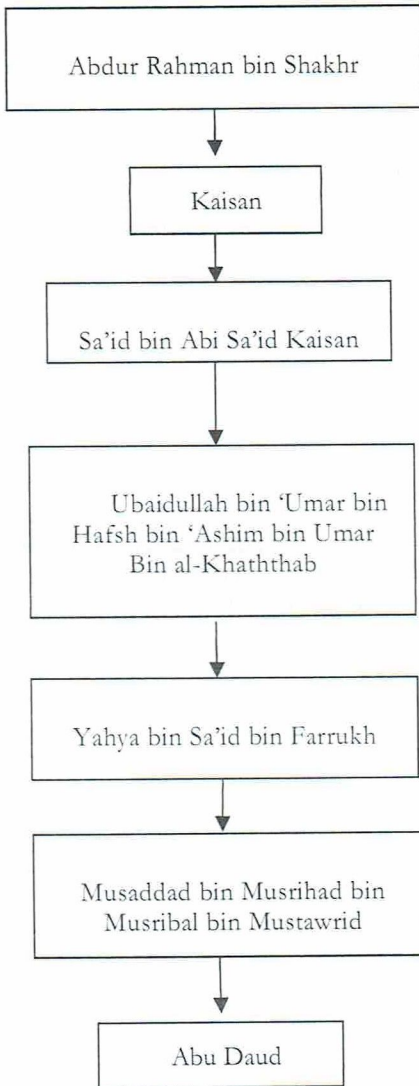 Abdur Rahman bin Shakhr
Kaisan
Sa'id bin Abi Sa'id Kaisan
Ubaidullah bin 'Umar bin
Hafsh bin 'Ashim bin Umar
Bin al-Khaththab
Yahya bin Sa'id bin Farrukh
Musaddad bin Musrihad bin
Musribal bin Mustawrid
Abu Daud